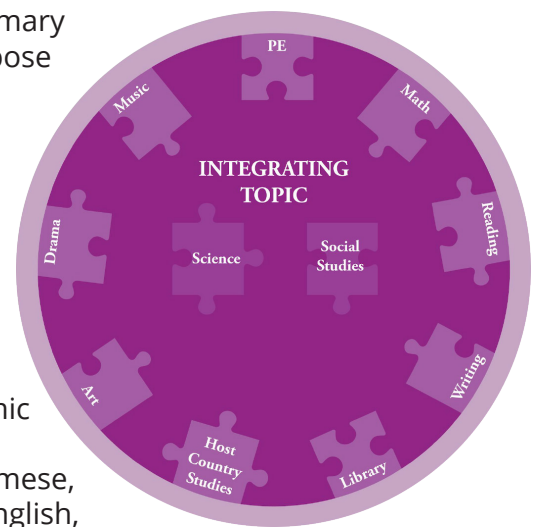 mary
pose
PE
Music
Math
INTEGRATING
TOPIC
Drama
Reading
Science
Social
Studies
Art
Writing
nic
Host
Country
Studies
Library
mese,
nglish,